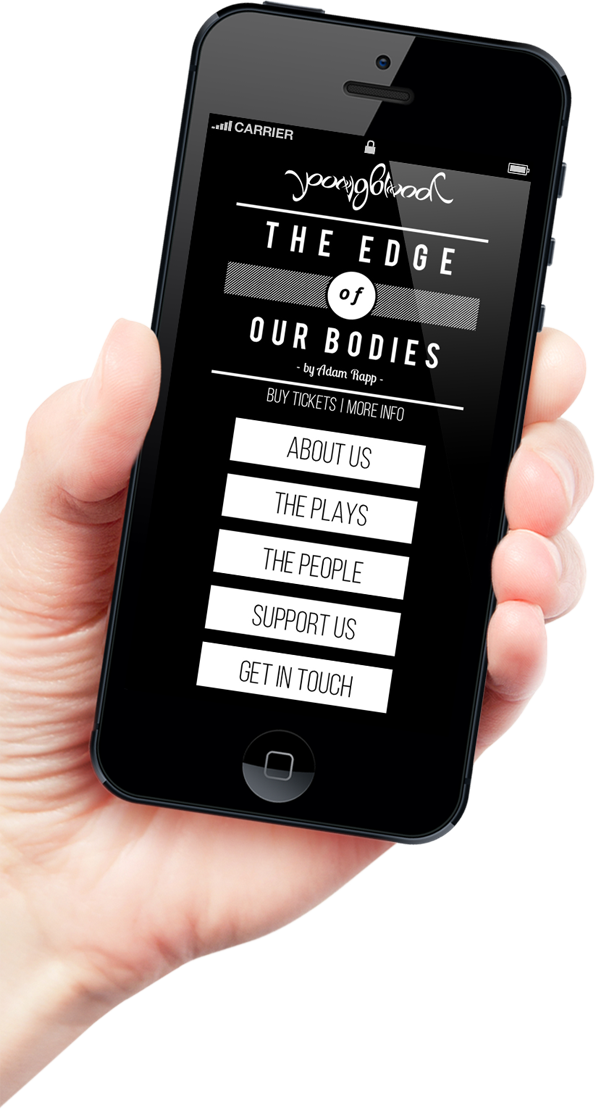 CARRIER
Youngblood
THE EDGE
of
OUR BODIES
- by Adam Rapp -
BUY TICKETS | MORE INFO
ABOUT US
THE PLAYS
THE PEOPLE
SUPPORT US
GET IN TOUCH